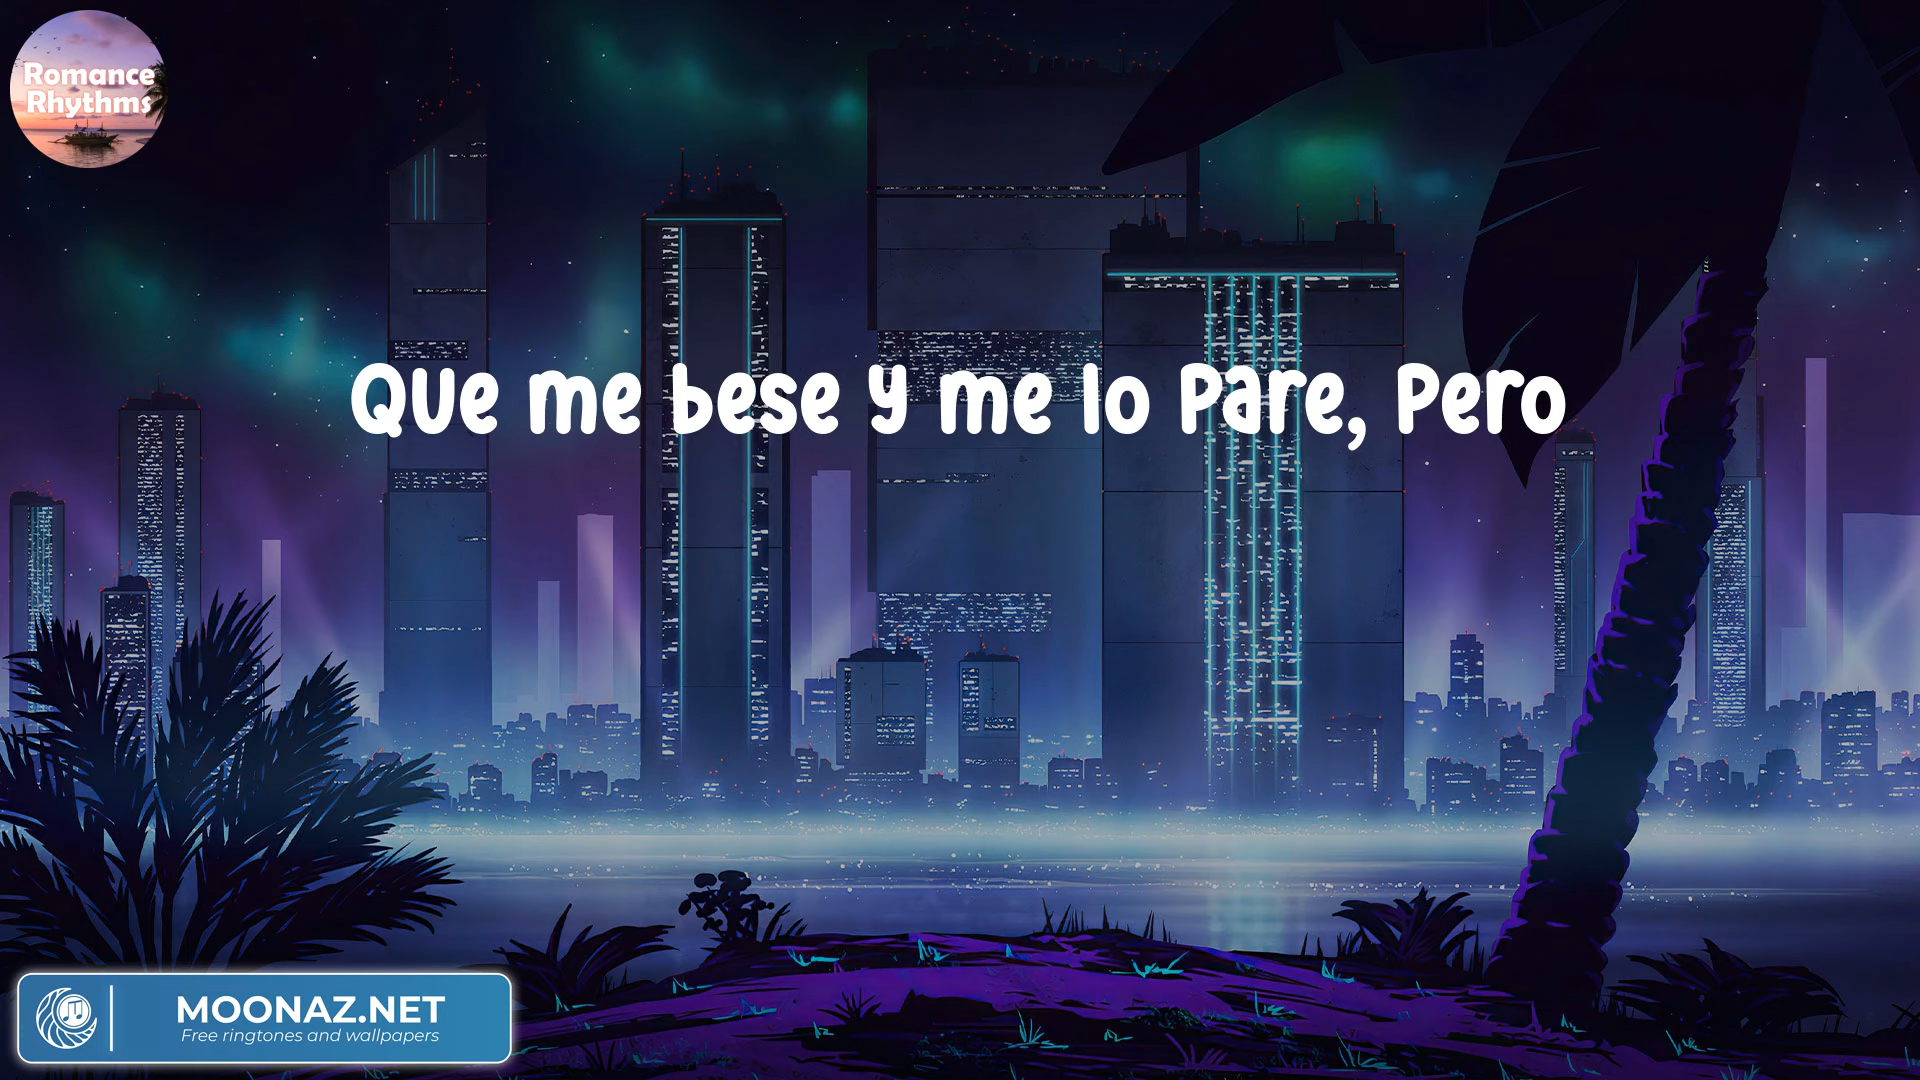 Romance
Rhythms
Que me bese y me lo pare, pero
MOONAZ.NET
Free ringtones and wallpapers